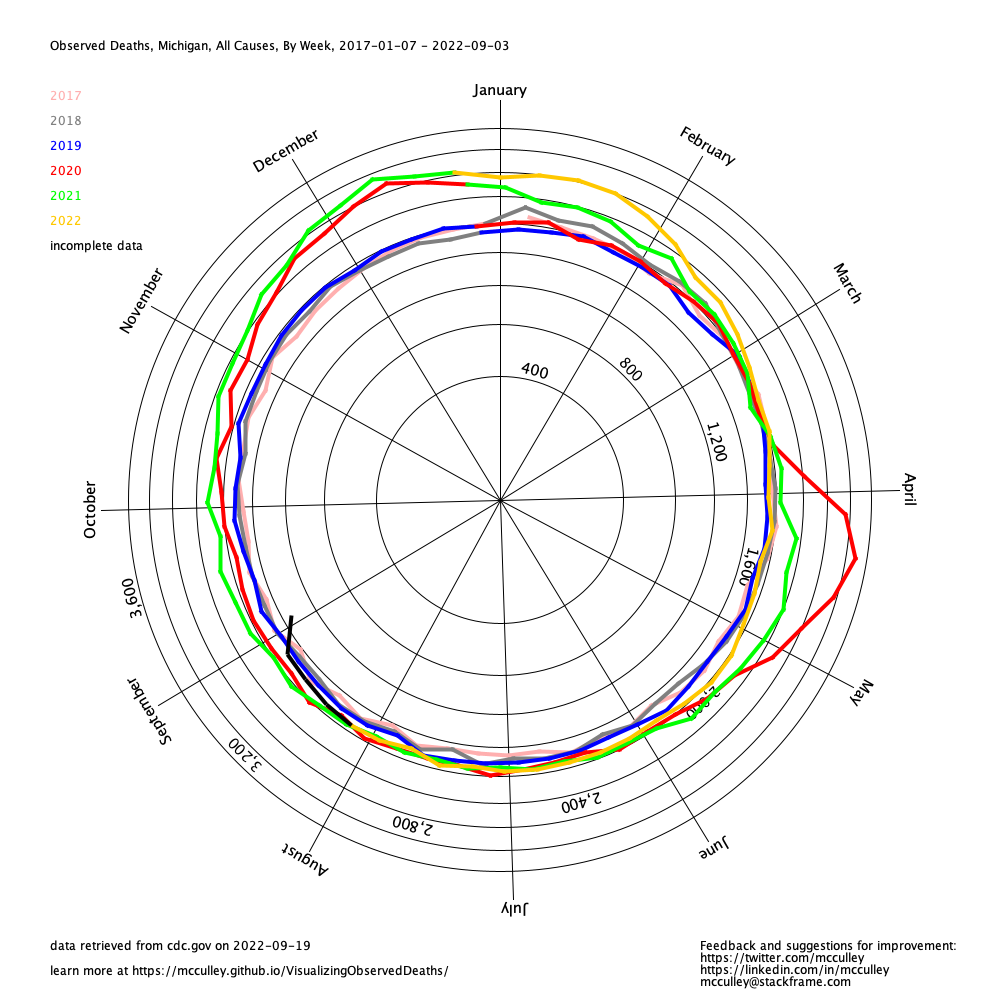 Observed Deaths, Michigan, All Causes, By Week, 2017-01-07 - 2022-09-03
January
2017
2018
2019
2020
2021
2022
incomplete data
December
February
November
March
October
April
September
May
August
June
July
400
800
1,200
1,600
2,000
2,400
2,800
3,200
3,600
data retrieved from cdc.gov on 2022-09-19
learn more at https://mcculley.github.io/VisualizingObservedDeaths/
Feedback and suggestions for improvement:
https://twitter.com/mcculley
https://linkedin.com/in/mcculley
mcculley@stackframe.com